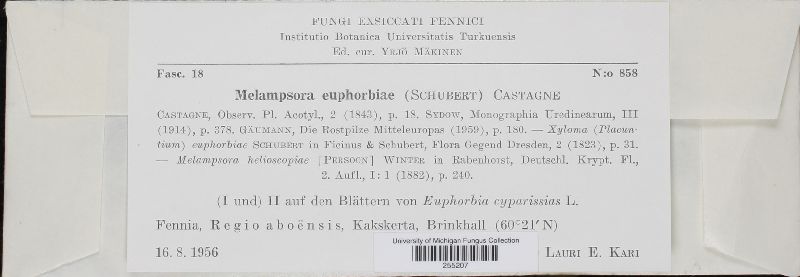 FUNGI EXSICCATI FENNICI
Institutio Botanica Universitatis Turkuensis
Ed. cur. YRJÖ MÄKINEN
Fasc. 18 N:o 858
Melampsora euphorbiae (SCHUBERT) CASTAGNE
CASTAGNE, Observ. Pl. Acotyl., 2 (1843), p. 18. SYDOW, Monographia Uredinearum, III
(1914), p. 378. GÄUMANN, Die Rostpilze Mitteleuropas (1959), p. 180. — Xyloma (Placun-
tium) euphorbiae SCHUBERT in Ficinus & Schubert, Flora Gegend Dresden, 2 (1823), p. 31.
— Melampsora helioscopiae [PERSOON] WINTER in Rabenhorst, Deutschl. Krypt. Fl.,
2. Aufl., I: 1 (1882), p. 240.
(I und) II auf den Blättern von Euphorbia cyparissias L.
Fennia, Regio aboënsis, Kakskerta, Brinkhall (60°21′ N)
16. 8. 1956 LAURI E. KARI
University of Michigan Fungus Collection
255207